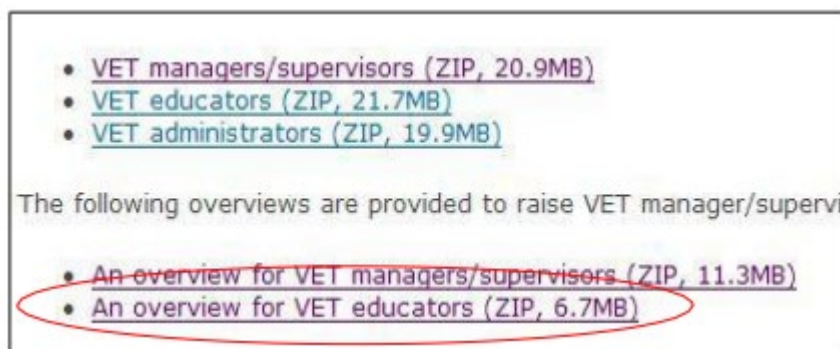 VET managers/supervisors (ZIP, 20.9MB)
VET educators (ZIP, 21.7MB)
VET administrators (ZIP, 19.9MB)
The following overviews are provided to raise VET manager/supervi
An overview for VET managers/supervisors (ZIP, 11.3MB)
An overview for VET educators (ZIP, 6.7MB)